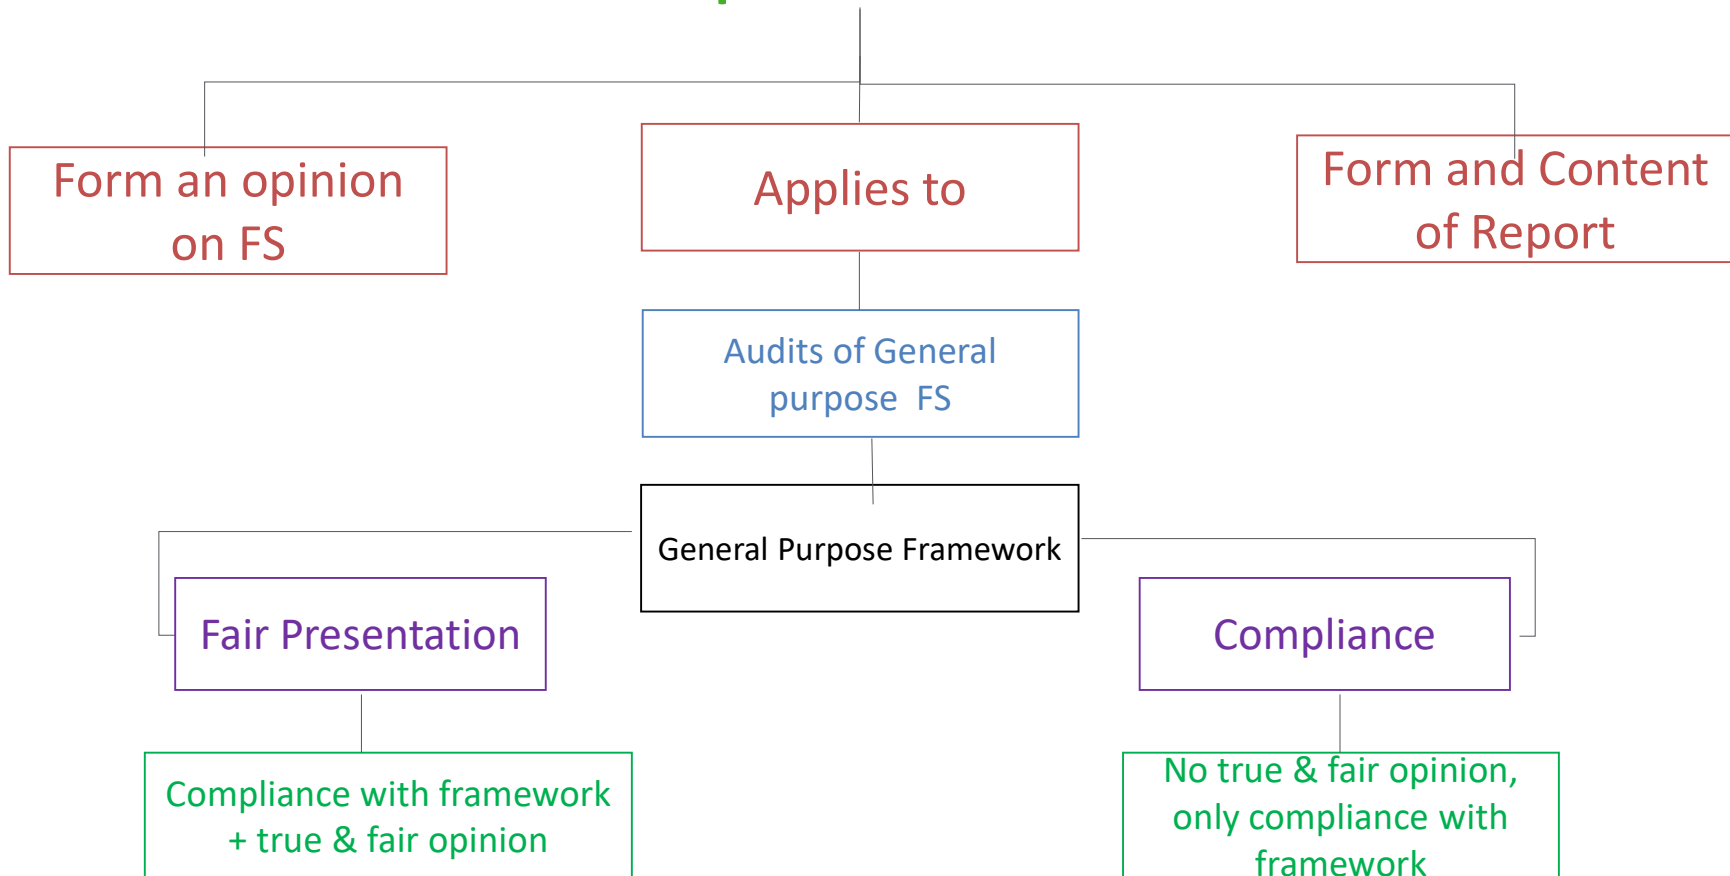 Form an opinion
on FS
Applies to
Form and Content
of Report
Audits of General
purpose FS
General Purpose Framework
Fair Presentation
Compliance
Compliance with framework
+ true & fair opinion
No true & fair opinion,
only compliance with
framework